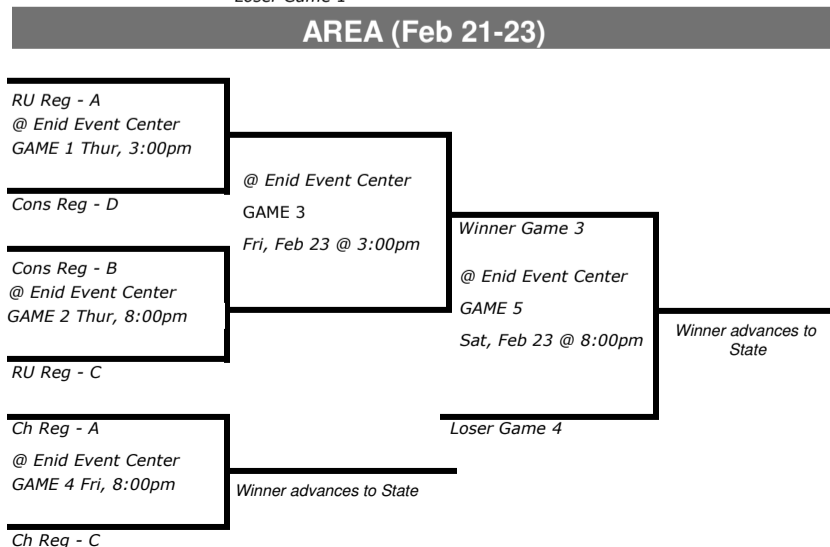 Loser Game 1
AREA (Feb 21-23)
RU Reg - A
@ Enid Event Center
GAME 1 Thur, 3:00pm
Cons Reg - D
@ Enid Event Center
GAME 3
Fri, Feb 23 @ 3:00pm
Cons Reg - B
@ Enid Event Center
GAME 2 Thur, 8:00pm
RU Reg - C
Winner Game 3
@ Enid Event Center
GAME 5
Sat, Feb 23 @ 8:00pm
Winner advances to
State
Loser Game 4
Ch Reg - A
@ Enid Event Center
GAME 4 Fri, 8:00pm
Winner advances to State
Ch Reg - C